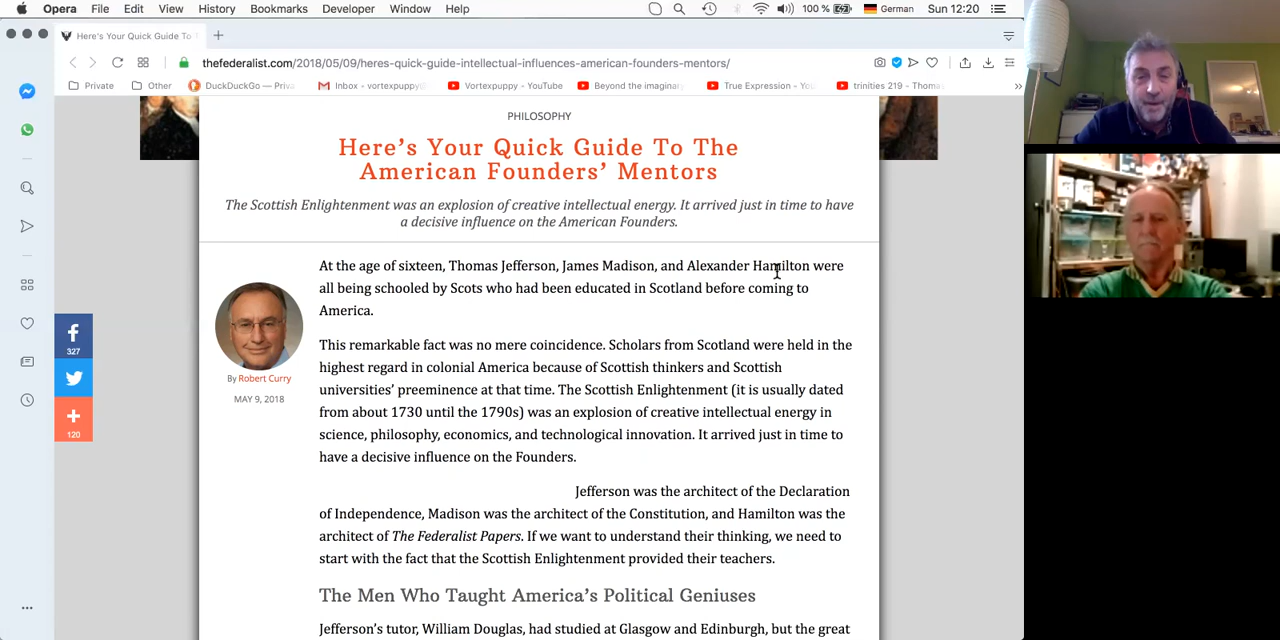 Opera File Edit View History Bookmarks Developer Window Help 100 % German Sun 12:20
Here's Your Quick Guide To T
thefederalist.com/2018/05/09/heres-quick-guide-intellectual-influences-american-founders-mentors/
Private Other DuckDuckGo — Priva Inbox - vortexpuppy@ Vortexpuppy - YouTube Beyond the imaginar True Expression - You trinities 219 - Thoma »
PHILOSOPHY
Here's Your Quick Guide To The
American Founders' Mentors
The Scottish Enlightenment was an explosion of creative intellectual energy. It arrived just in time to have
a decisive influence on the American Founders.
At the age of sixteen, Thomas Jefferson, James Madison, and Alexander Hamilton were
all being schooled by Scots who had been educated in Scotland before coming to
America.
By Robert Curry
MAY 9, 2018
327
120
This remarkable fact was no mere coincidence. Scholars from Scotland were held in the
highest regard in colonial America because of Scottish thinkers and Scottish
universities' preeminence at that time. The Scottish Enlightenment (it is usually dated
from about 1730 until the 1790s) was an explosion of creative intellectual energy in
science, philosophy, economics, and technological innovation. It arrived just in time to
have a decisive influence on the Founders.
Jefferson was the architect of the Declaration
of Independence, Madison was the architect of the Constitution, and Hamilton was the
architect of The Federalist Papers. If we want to understand their thinking, we need to
start with the fact that the Scottish Enlightenment provided their teachers.
The Men Who Taught America's Political Geniuses
Jefferson's tutor, William Douglas, had studied at Glasgow and Edinburgh, but the great